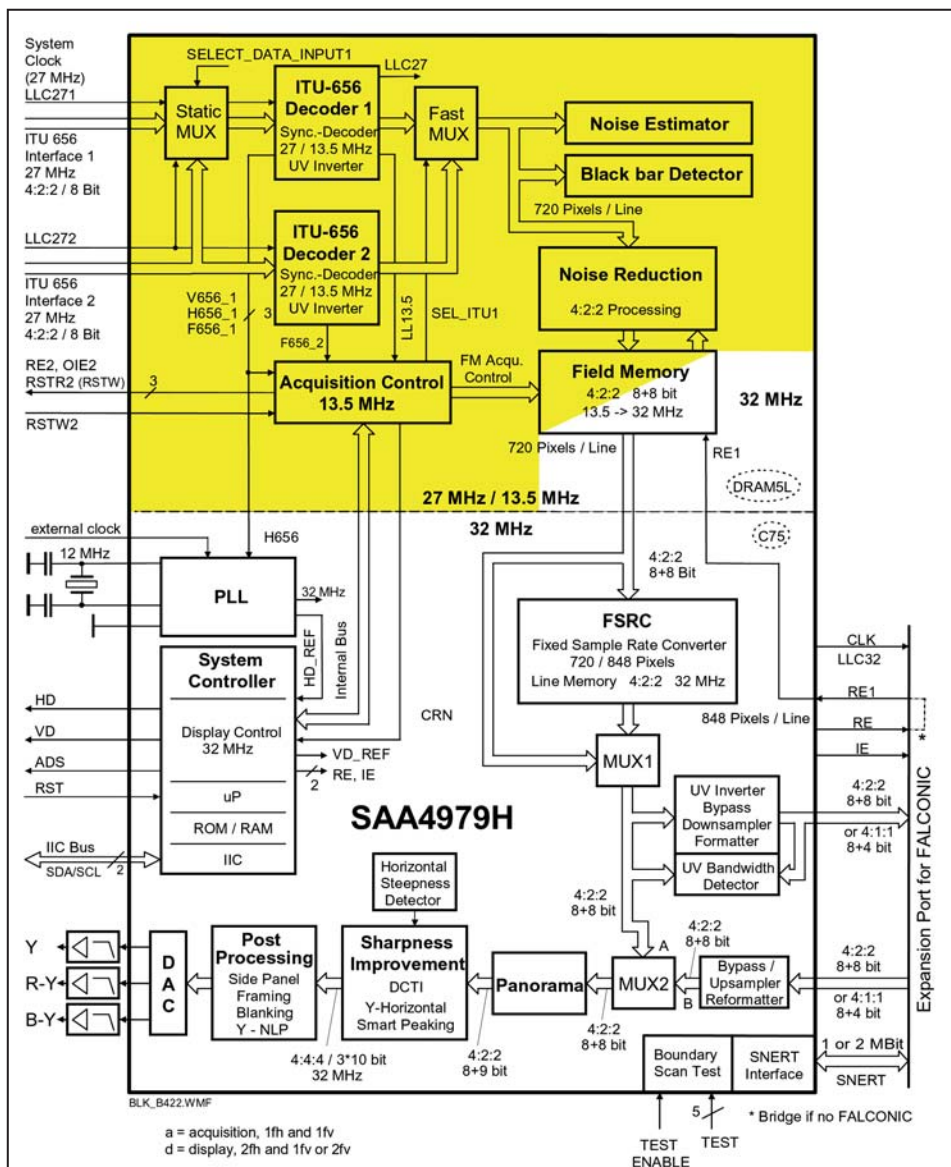 System
Clock
(27 MHz)
LLC271
ITU 656
Interface 1
27 MHz
4:2:2 / 8 Bit
LLC272
ITU 656
Interface 2
27 MHz
4:2:2 / 8 Bit
RE2, OIE2
RSTR2 (RSTW)
3
RSTW2
SELECT_DATA_INPUT1
Static
MUX
ITU-656
Decoder 1
Sync.-Decoder
27 / 13.5 MHz
UV Inverter
LLC27
Fast
MUX
Noise Estimator
Black bar Detector
720 Pixels / Line
ITU-656
Decoder 2
Sync.-Decoder
27 / 13.5 MHz
UV Inverter
V656_1
H656_1
F656_1
3
F656_2
LL13.5
SEL_ITU1
Noise Reduction
4:2:2 Processing
Acquisition Control
13.5 MHz
FM Acqu.
Control
Field Memory
4:2:2 8+8 bit
13.5 -> 32 MHz
32 MHz
720 Pixels / Line
RE1
DRAM5L
27 MHz / 13.5 MHz
32 MHz
C75
external clock
12 MHz
H656
PLL
32 MHz
HD_REF
Internal Bus
4:2:2
8+8 Bit
FSRC
Fixed Sample Rate Converter
720 / 848 Pixels
Line Memory 4:2:2 32 MHz
848 Pixels / Line
CLK
LLC32
RE1
RE
*
IE
System
Controller
Display Control
32 MHz
uP
ROM / RAM
IIC
HD
VD
ADS
RST
IIC Bus
SDA/SCL
2
CRN
VD_REF
RE, IE
2
MUX1
SAA4979H
UV Inverter
Bypass
Downsampler
Formatter
UV Bandwidth
Detector
4:2:2
8+8 bit
or 4:1:1
8+4 bit
Expansion Port for FALCONIC
Horizontal
Steepness
Detector
4:2:2
8+8 bit
4:2:2
8+8 bit
A
B
Y
R-Y
B-Y
D
A
C
Post
Processing
Side Panel
Framing
Blanking
Y - NLP
Sharpness
Improvement
DCTI
Y-Horizontal
Smart Peaking
Panorama
MUX2
Bypass /
Upsampler
Reformatter
4:2:2
8+8 bit
or 4:1:1
8+4 bit
4:4:4 / 3*10 bit
32 MHz
4:2:2
8+9 bit
4:2:2
8+8 bit
Boundary
Scan Test
SNERT
Interface
1 or 2 MBit
SNERT
BLK_B422.WMF
5
* Bridge if no FALCONIC
a = acquisition, 1fh and 1fv
d = display, 2fh and 1fv or 2fv
TEST
ENABLE
TEST